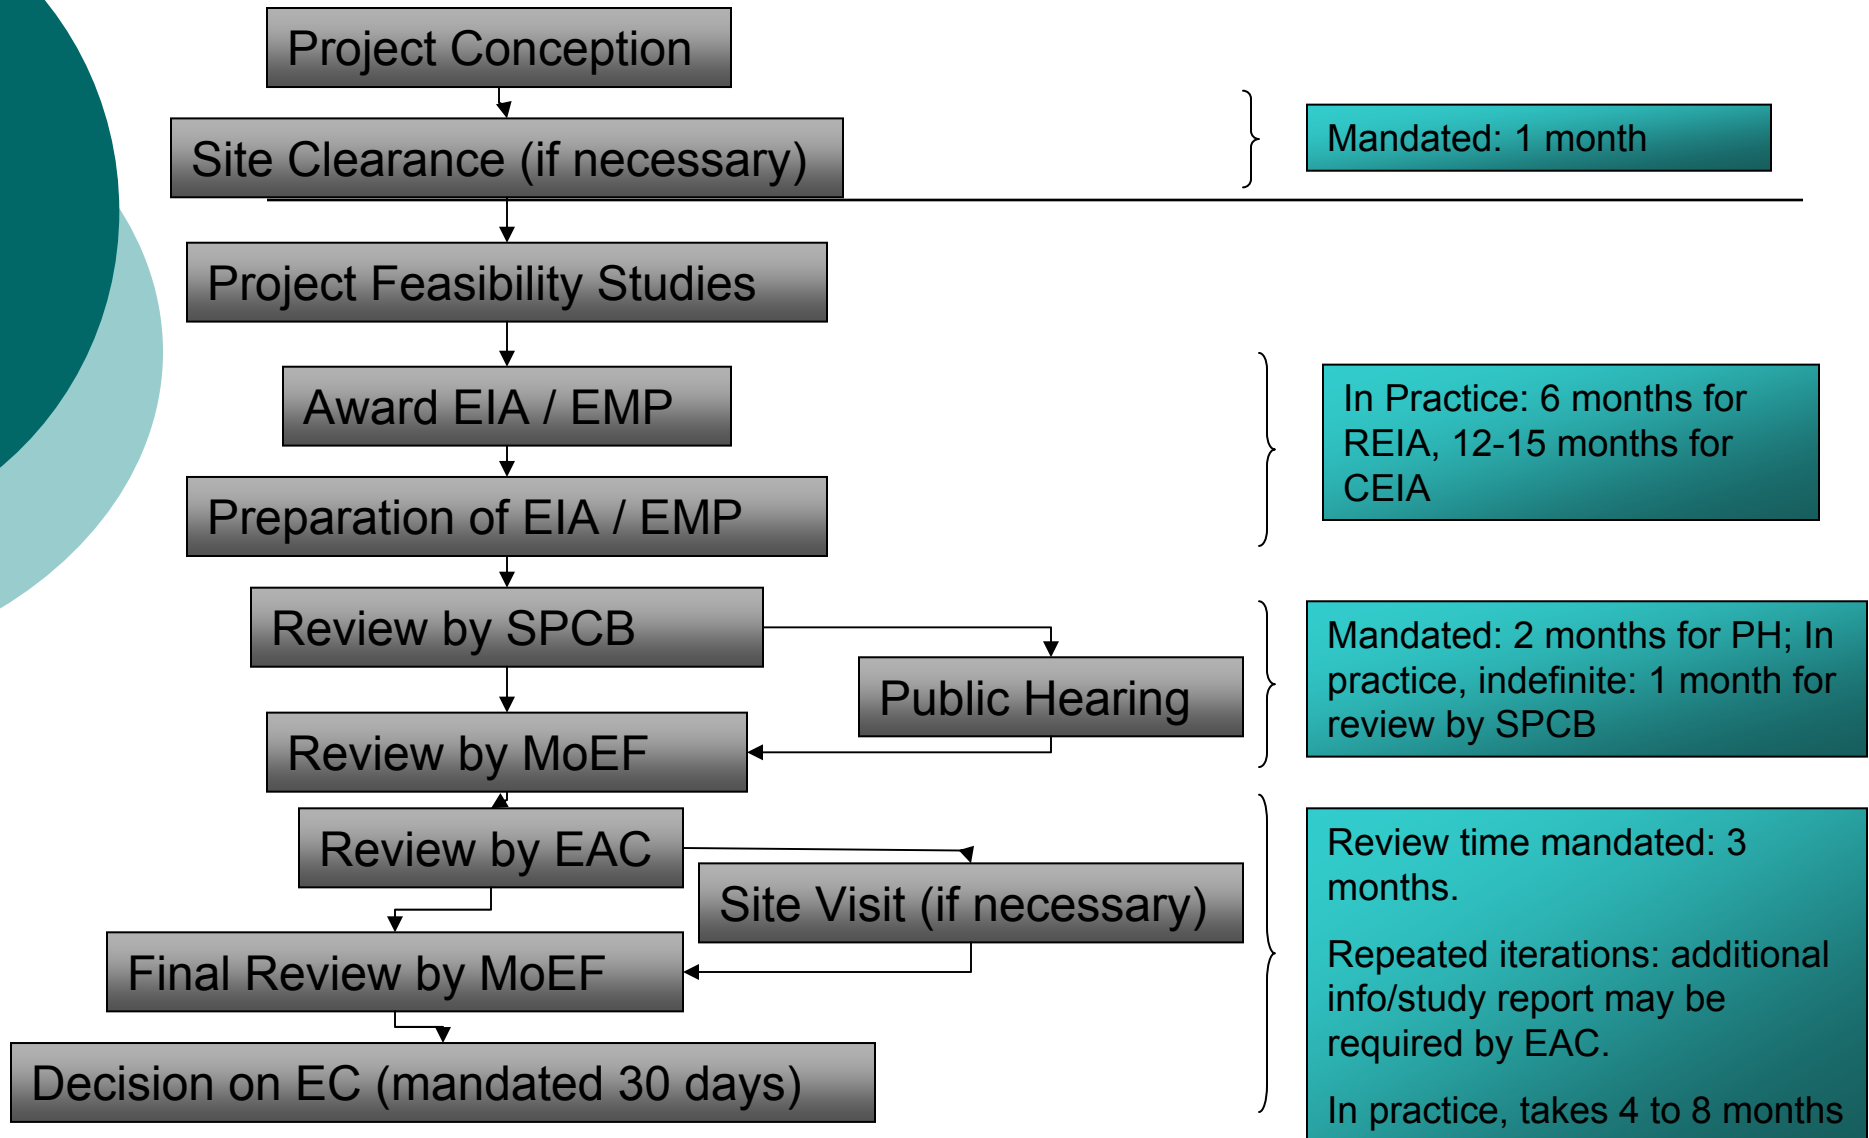 Project Conception
Site Clearance (if necessary)
Mandated: 1 month
Project Feasibility Studies
Award EIA / EMP
Preparation of EIA / EMP
In Practice: 6 months for
REIA, 12-15 months for
CEIA
Review by SPCB
Public Hearing
Review by MoEF
Mandated: 2 months for PH; In
practice, indefinite: 1 month for
review by SPCB
Review by EAC
Site Visit (if necessary)
Final Review by MoEF
Decision on EC (mandated 30 days)
Review time mandated: 3
months.
Repeated iterations: additional
info/study report may be
required by EAC.
In practice, takes 4 to 8 months